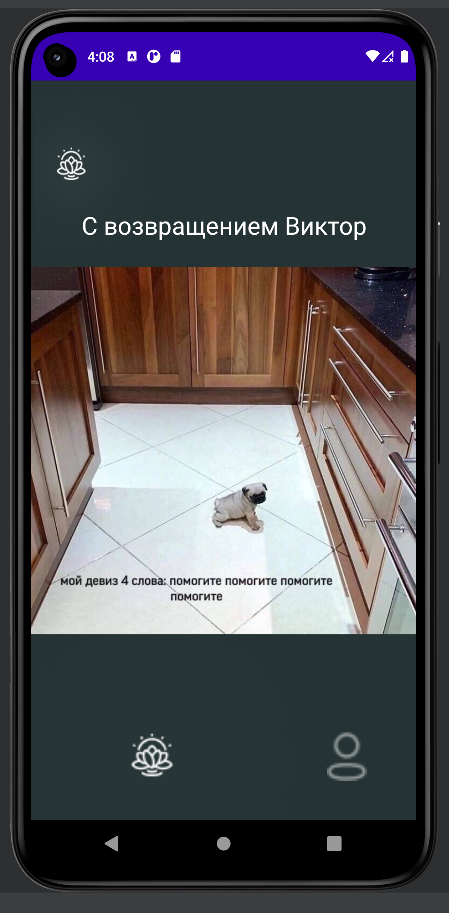 4:08
С возвращением Виктор
мой девиз 4 слова: помогите помогите помогите
помогите